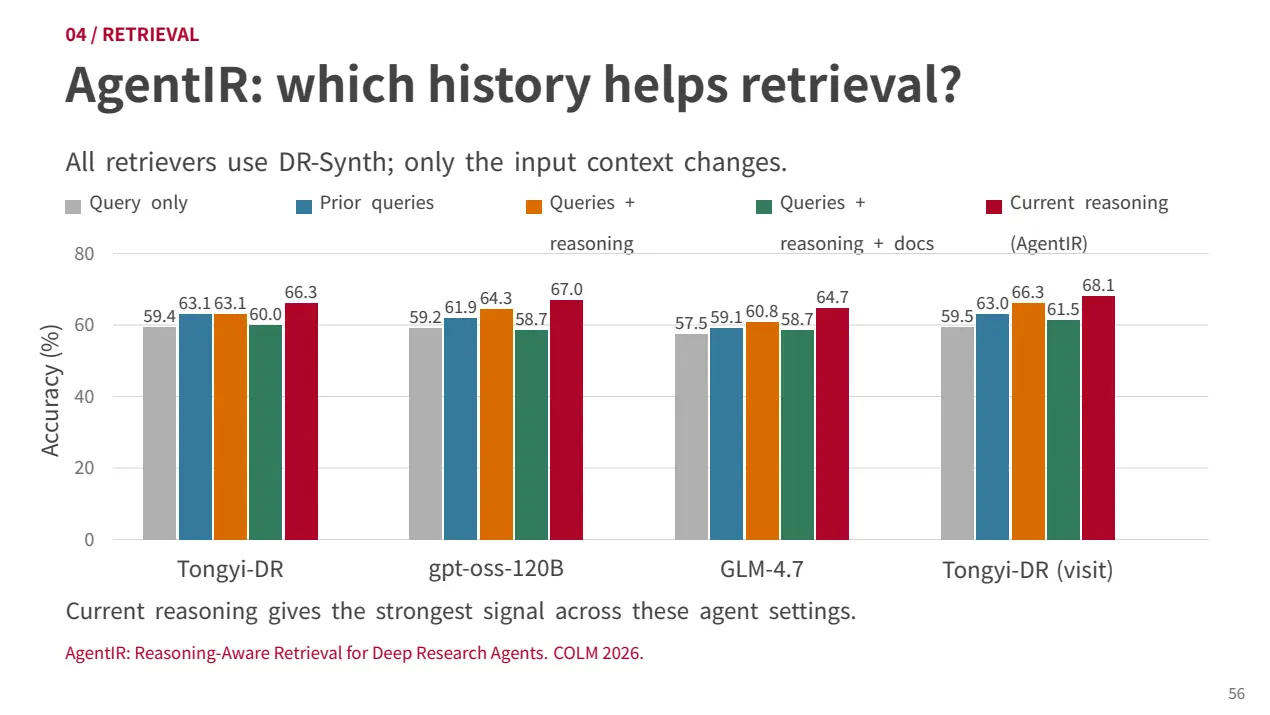 04 / RETRIEVAL
AgentIR: which history helps retrieval?
All retrievers use DR-Synth; only the input context changes.
Query only
Prior queries
Queries +
reasoning
Queries +
reasoning + docs
Current reasoning
(AgentIR)
Accuracy (%)
80
60
40
20
0
59.4 63.1 63.1 60.0 66.3
59.2 61.9 64.3 58.7 67.0
57.5 59.1 60.8 58.7 64.7
59.5 63.0 66.3 61.5 68.1
Tongyi-DR
gpt-oss-120B
GLM-4.7
Tongyi-DR (visit)
Current reasoning gives the strongest signal across these agent settings.
AgentIR: Reasoning-Aware Retrieval for Deep Research Agents. COLM 2026.
56